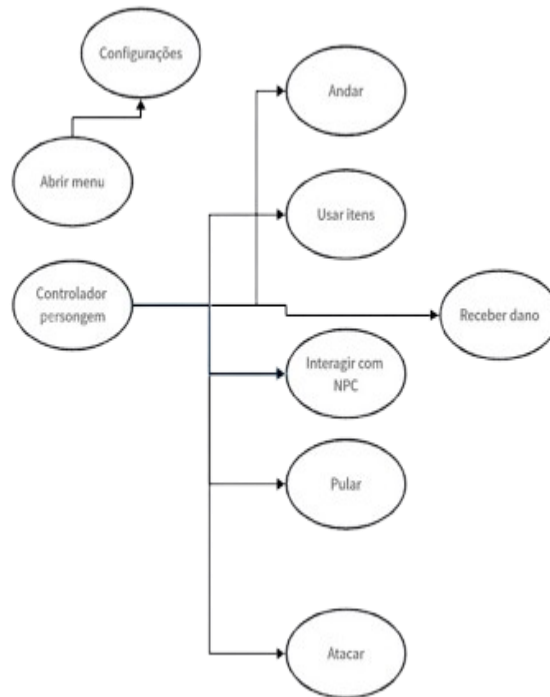 Configurações
Andar
Abrir menu
Usar itens
Controlador
persongem
Receber dano
Interagir com
NPC
Pular
Atacar